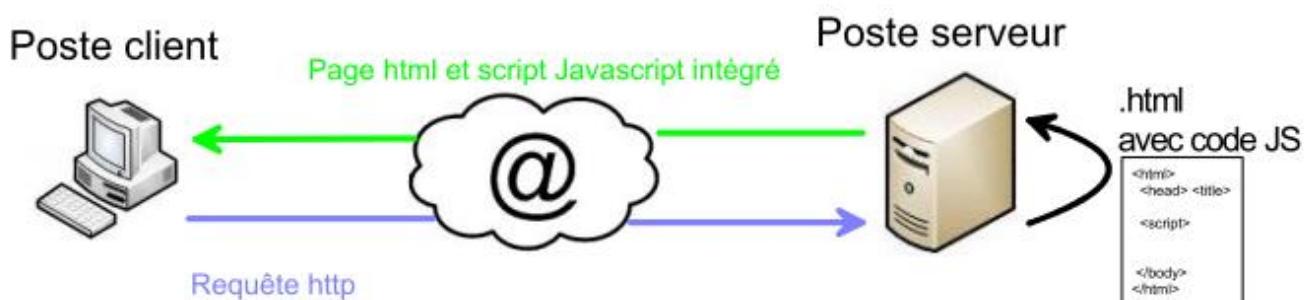 Poste client
Poste serveur
Page html et script Javascript intégré
@
.html
avec code JS
<html>
<head> <title>
<script>
</body>
</html>
Requête http